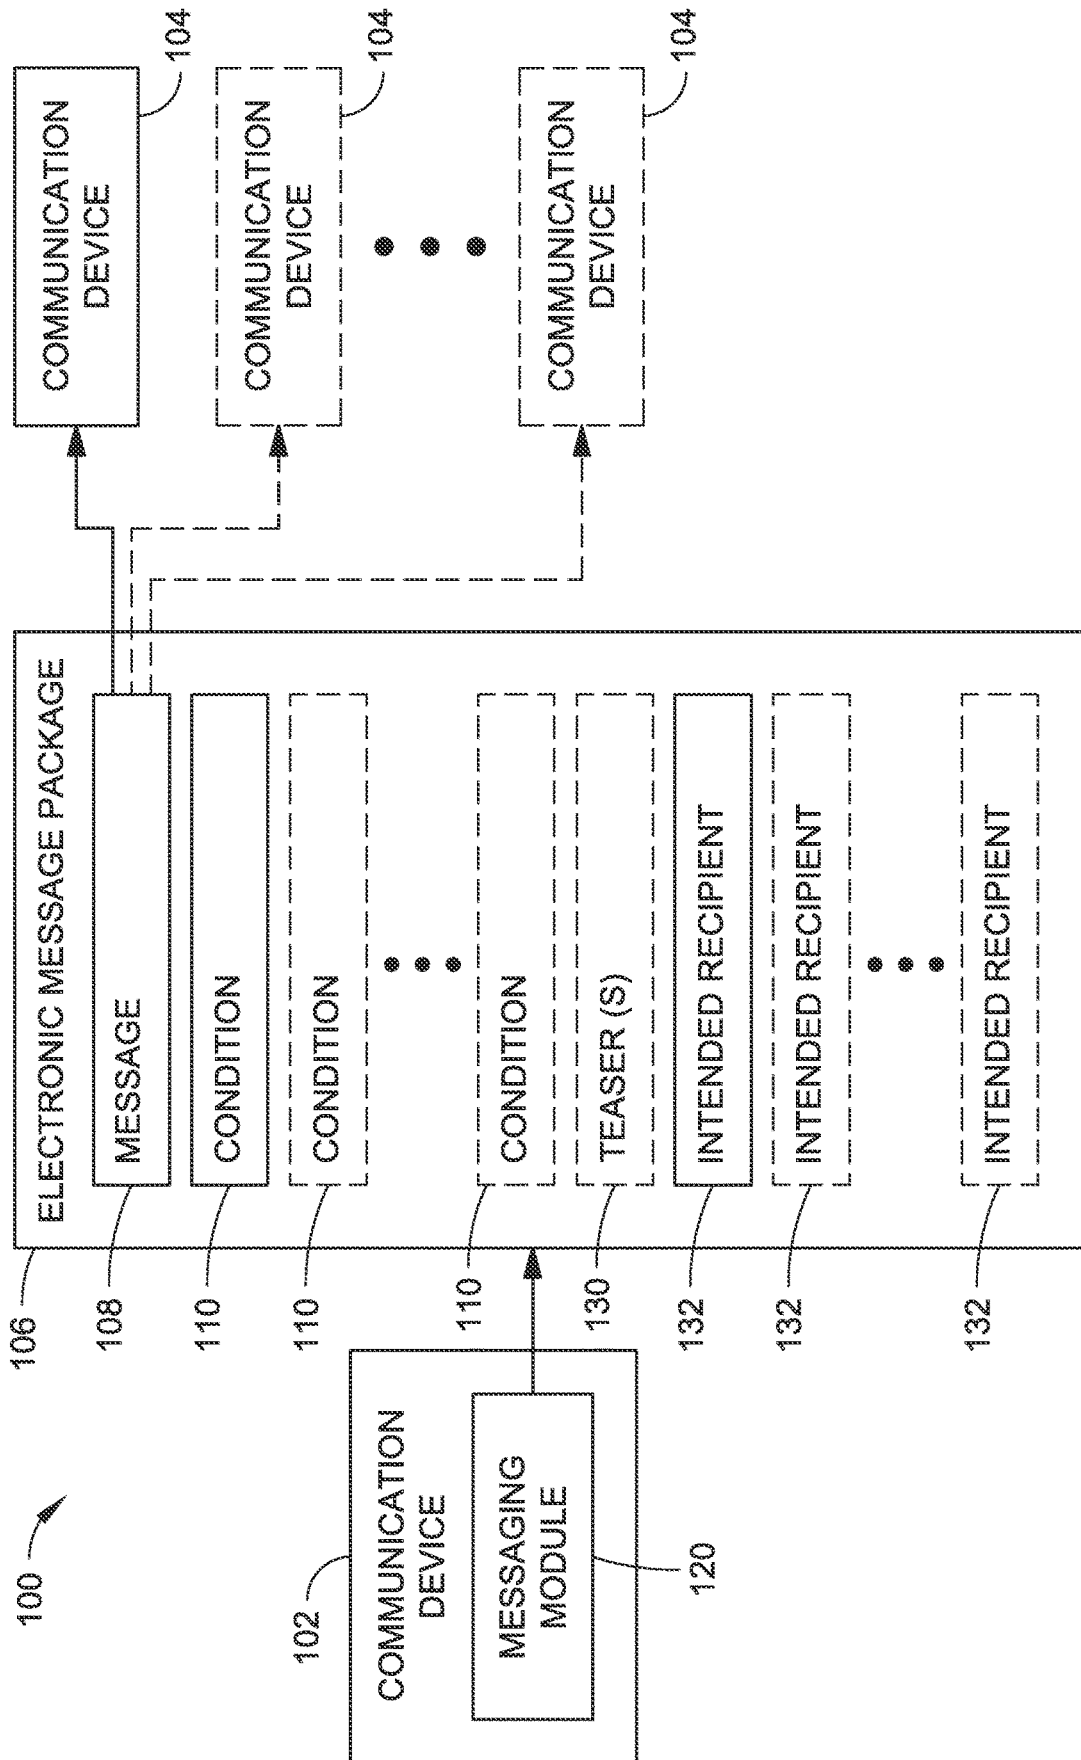 100
102
COMMUNICATION
DEVICE
MESSAGING
MODULE
120
106
ELECTRONIC MESSAGE PACKAGE
108
MESSAGE
110
CONDITION
110
CONDITION
110
CONDITION
130
TEASER (S)
132
INTENDED RECIPIENT
132
INTENDED RECIPIENT
132
INTENDED RECIPIENT
COMMUNICATION
DEVICE
104
COMMUNICATION
DEVICE
104
COMMUNICATION
DEVICE
104